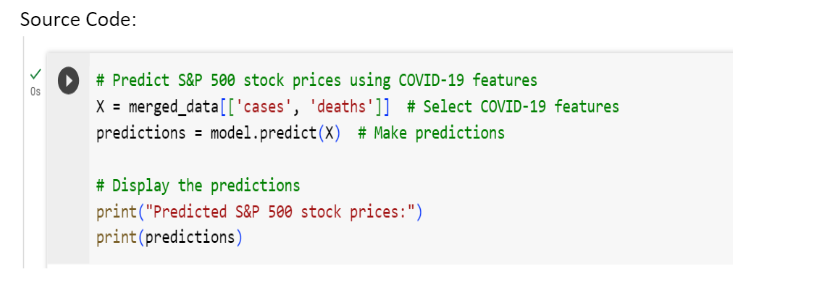 Source Code:
0s
# Predict S&P 500 stock prices using COVID-19 features
X = merged_data[['cases', 'deaths']]  # Select COVID-19 features
predictions = model.predict(X)  # Make predictions
# Display the predictions
print("Predicted S&P 500 stock prices:")
print(predictions)